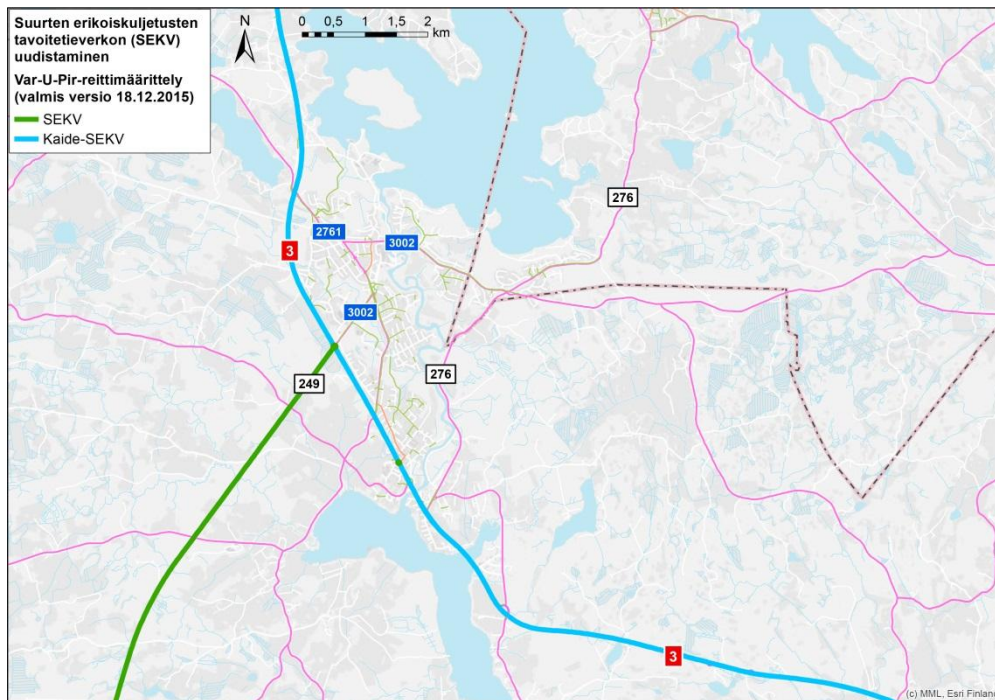 Suurten erikoiskuljetusten
tavoitetieverkon (SEKV)
uudistaminen
Var-U-Pir-reittimäärittely
(valmis versio 18.12.2015)
SEKV
Kaide-SEKV
N
0 0,5 1 1,5 2
km
276
2761
3002
3
3002
276
249
3
(c) MML, Esri Finland